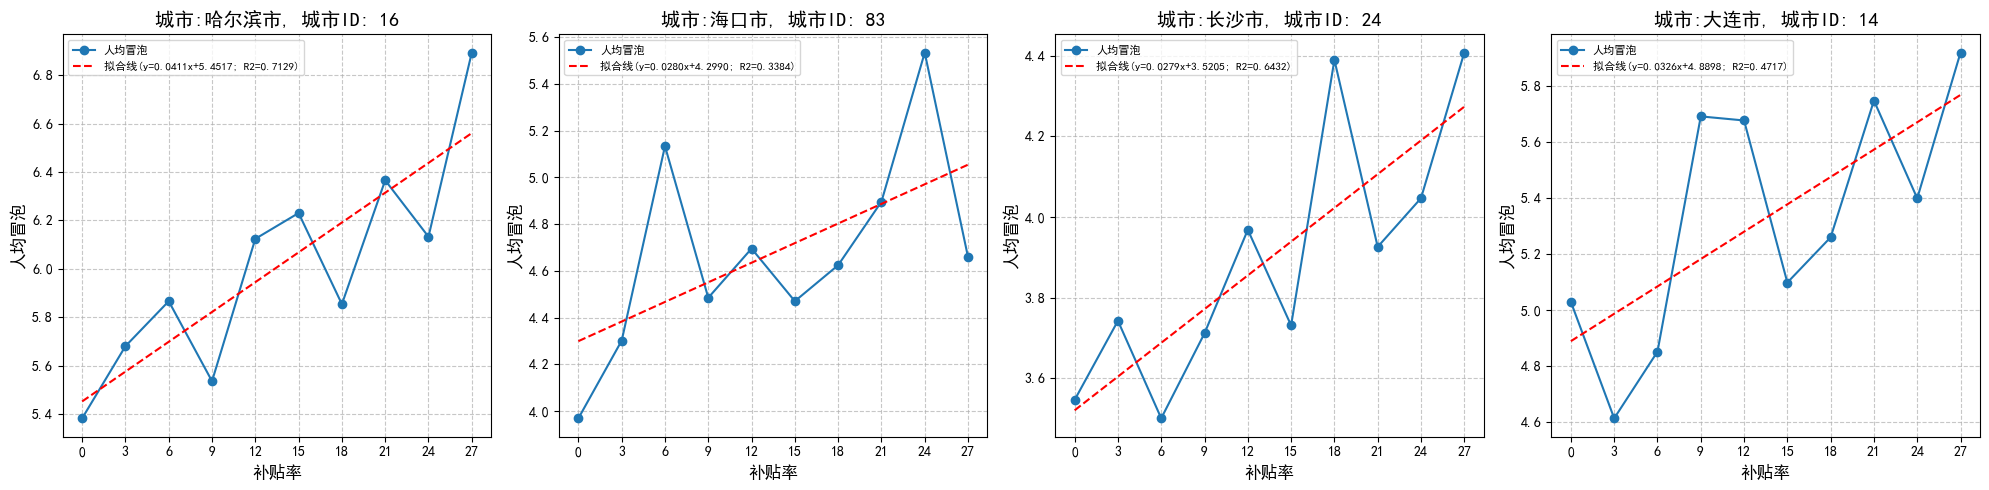 城市:哈尔滨市, 城市ID: 16
人均冒泡
拟合线(y=0.0411x+5.4517; R2=0.7129)
6.8
6.6
6.4
6.2
6.0
5.8
5.6
5.4
人均冒泡
0 3 6 9 12 15 18 21 24 27
补贴率
城市:海口市, 城市ID: 83
人均冒泡
拟合线(y=0.0280x+4.2990; R2=0.3384)
5.6
5.4
5.2
5.0
4.8
4.6
4.4
4.2
4.0
人均冒泡
0 3 6 9 12 15 18 21 24 27
补贴率
城市:长沙市, 城市ID: 24
人均冒泡
拟合线(y=0.0279x+3.5205; R2=0.6432)
4.4
4.2
4.0
3.8
3.6
人均冒泡
0 3 6 9 12 15 18 21 24 27
补贴率
城市:大连市, 城市ID: 14
人均冒泡
拟合线(y=0.0326x+4.8898; R2=0.4717)
5.8
5.6
5.4
5.2
5.0
4.8
4.6
人均冒泡
0 3 6 9 12 15 18 21 24 27
补贴率